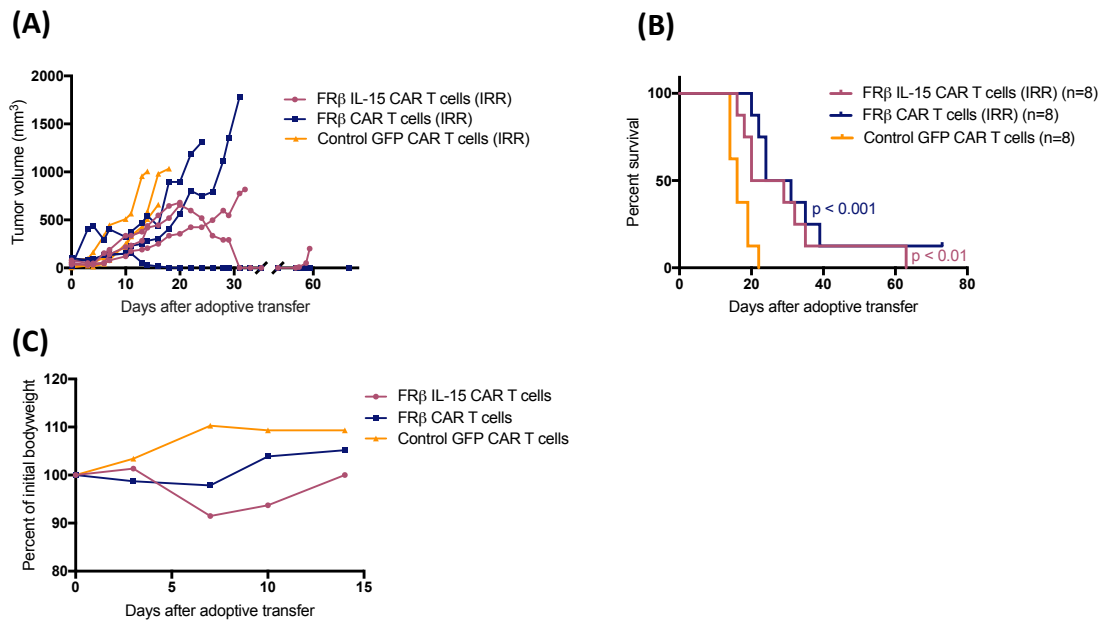 (A)
2000
1500
1000
500
0
0
10
20
30
60
Tumor volume (mm3)
Days after adoptive transfer
FRβ IL-15 CAR T cells (IRR)
FRβ CAR T cells (IRR)
Control GFP CAR T cells (IRR)
(B)
100
50
0
0
20
40
60
80
Percent survival
Days after adoptive transfer
FRβ IL-15 CAR T cells (IRR) (n=8)
FRβ CAR T cells (IRR) (n=8)
Control GFP CAR T cells (n=8)
p < 0.001
p < 0.01
(C)
120
110
100
90
80
0
5
10
15
Percent of initial bodyweight
Days after adoptive transfer
FRβ IL-15 CAR T cells
FRβ CAR T cells
Control GFP CAR T cells